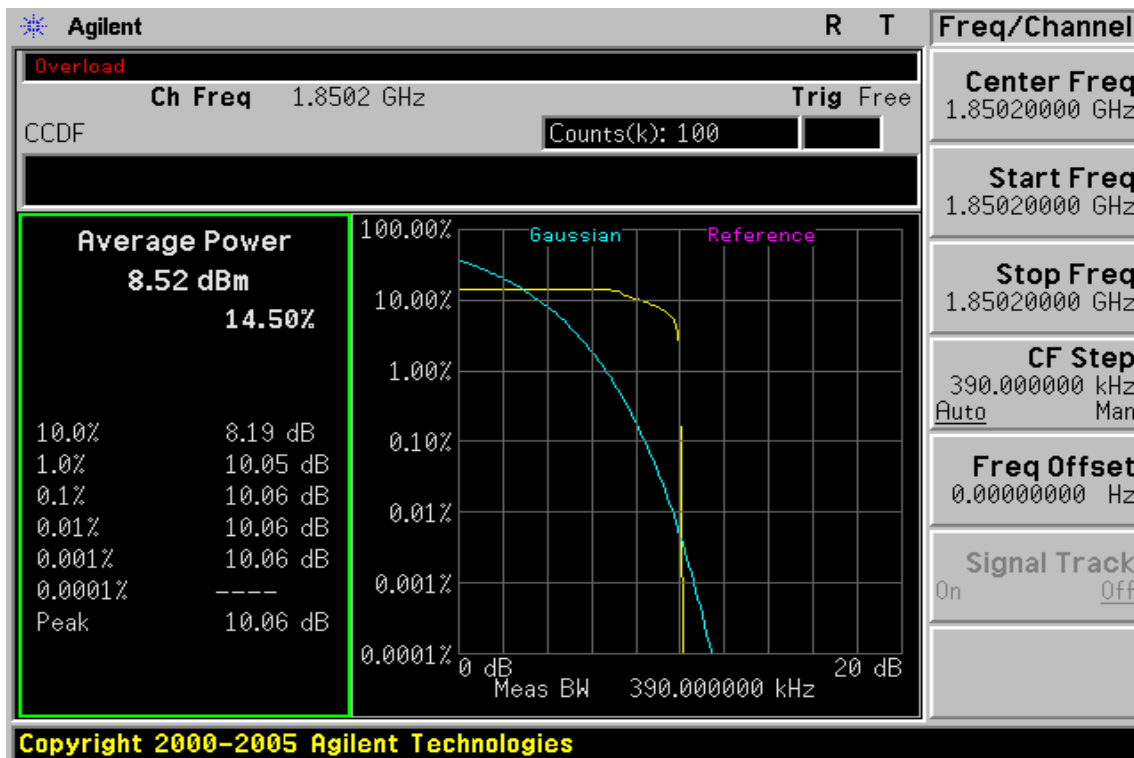 Agilent
R T
Freq/Channel
Overload
Ch Freq 1.8502 GHz
Trig Free
CCDF
Counts(k): 100
Average Power
8.52 dBm
14.50%
10.0% 8.19 dB
1.0% 10.05 dB
0.1% 10.06 dB
0.01% 10.06 dB
0.001% 10.06 dB
0.0001% ----
Peak 10.06 dB
Gaussian
Reference
100.00%
10.00%
1.00%
0.10%
0.01%
0.001%
0.0001%
0 dB
20 dB
Meas BW 390.000000 kHz
Center Freq
1.85020000 GHz
Start Freq
1.85020000 GHz
Stop Freq
1.85020000 GHz
CF Step
390.000000 kHz
Auto Man
Freq Offset
0.00000000 Hz
Signal Track
On Off
Copyright 2000-2005 Agilent Technologies